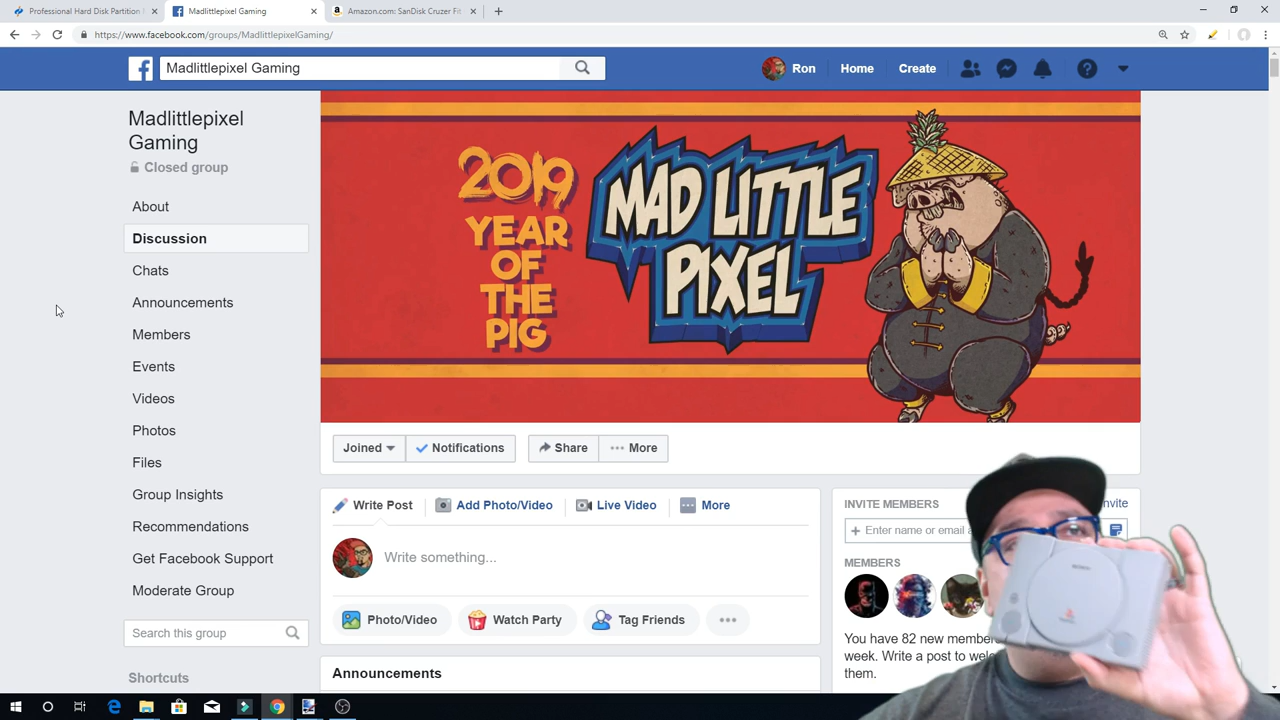 Professional Hard Disk Partition
Madlittlepixel Gaming
Amazon.com: SanDisk Cruzer Fit
https://www.facebook.com/groups/MadlittlepixelGaming/
Madlittlepixel Gaming
Ron
Home
Create
Madlittlepixel
Gaming
Closed group
About
Discussion
Chats
Announcements
Members
Events
Videos
Photos
Files
Group Insights
Recommendations
Get Facebook Support
Moderate Group
Search this group
Shortcuts
2019
YEAR
OF
THE
PIG
MAD LITTLE
PIXEL
Joined
Notifications
Share
More
Write Post
Add Photo/Video
Live Video
More
Write something...
Photo/Video
Watch Party
Tag Friends
Announcements
INVITE MEMBERS
Enter name or email
MEMBERS
You have 82 new
week. Write a post to
them.
SONY